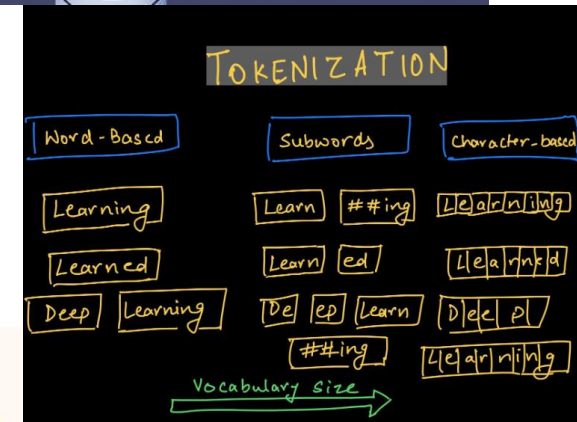 TOKENIZATION
Word-Based Subwords Character-based
Learning Learn ##ing Learning
Learned Learn ed Learned
Deep Learning De ep Learn Deep
##ing Learning
Vocabulary size